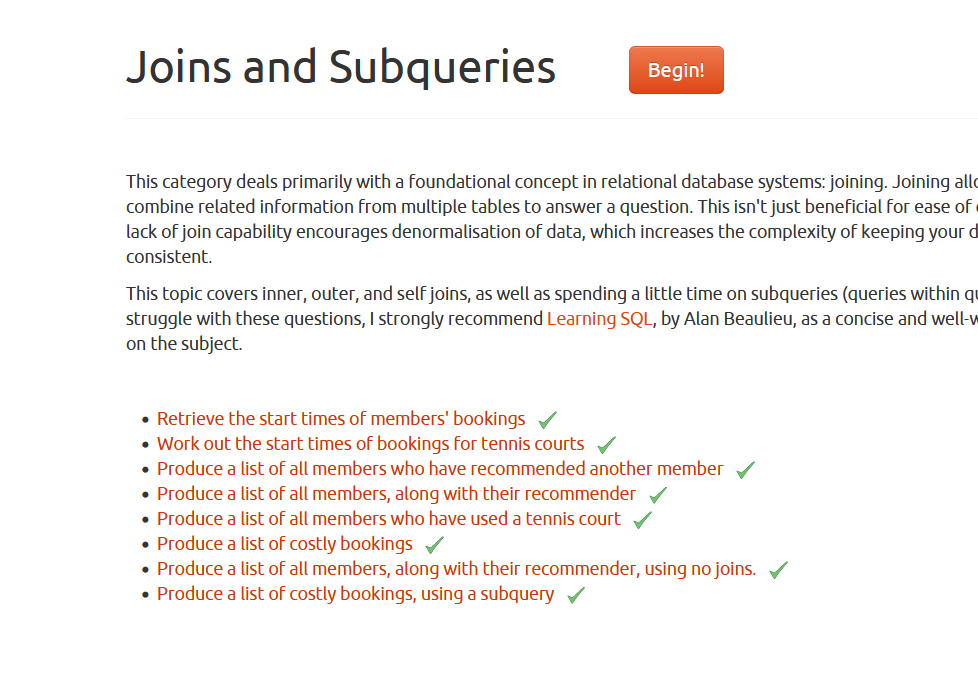 Joins and Subqueries
Begin!
This category deals primarily with a foundational concept in relational database systems: joining. Joining
combine related information from multiple tables to answer a question. This isn't just beneficial for ease of
lack of join capability encourages denormalisation of data, which increases the complexity of keeping your
consistent.
This topic covers inner, outer, and self joins, as well as spending a little time on subqueries (queries within
struggle with these questions, I strongly recommend Learning SQL, by Alan Beaulieu, as a concise and
on the subject.
Retrieve the start times of members' bookings
Work out the start times of bookings for tennis courts
Produce a list of all members who have recommended another member
Produce a list of all members, along with their recommender
Produce a list of all members who have used a tennis court
Produce a list of costly bookings
Produce a list of all members, along with their recommender, using no joins.
Produce a list of costly bookings, using a subquery